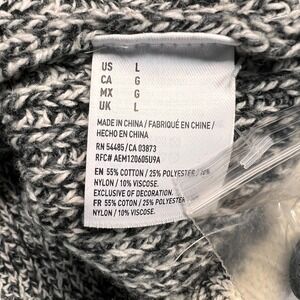 US L
CA G
MX G
UK L
MADE IN CHINA / FABRIQUÉ EN CHINE /
HECHO EN CHINA
RN 54485 / CA 03873
RFC# AEM120605U9A
EN 55% COTTON / 25% POLYESTER /
NYLON / 10% VISCOSE.
EXCLUSIVE OF DECORATION.
FR 55% COTON / 25% POLYESTER
NYLON / 10% VISCOSE